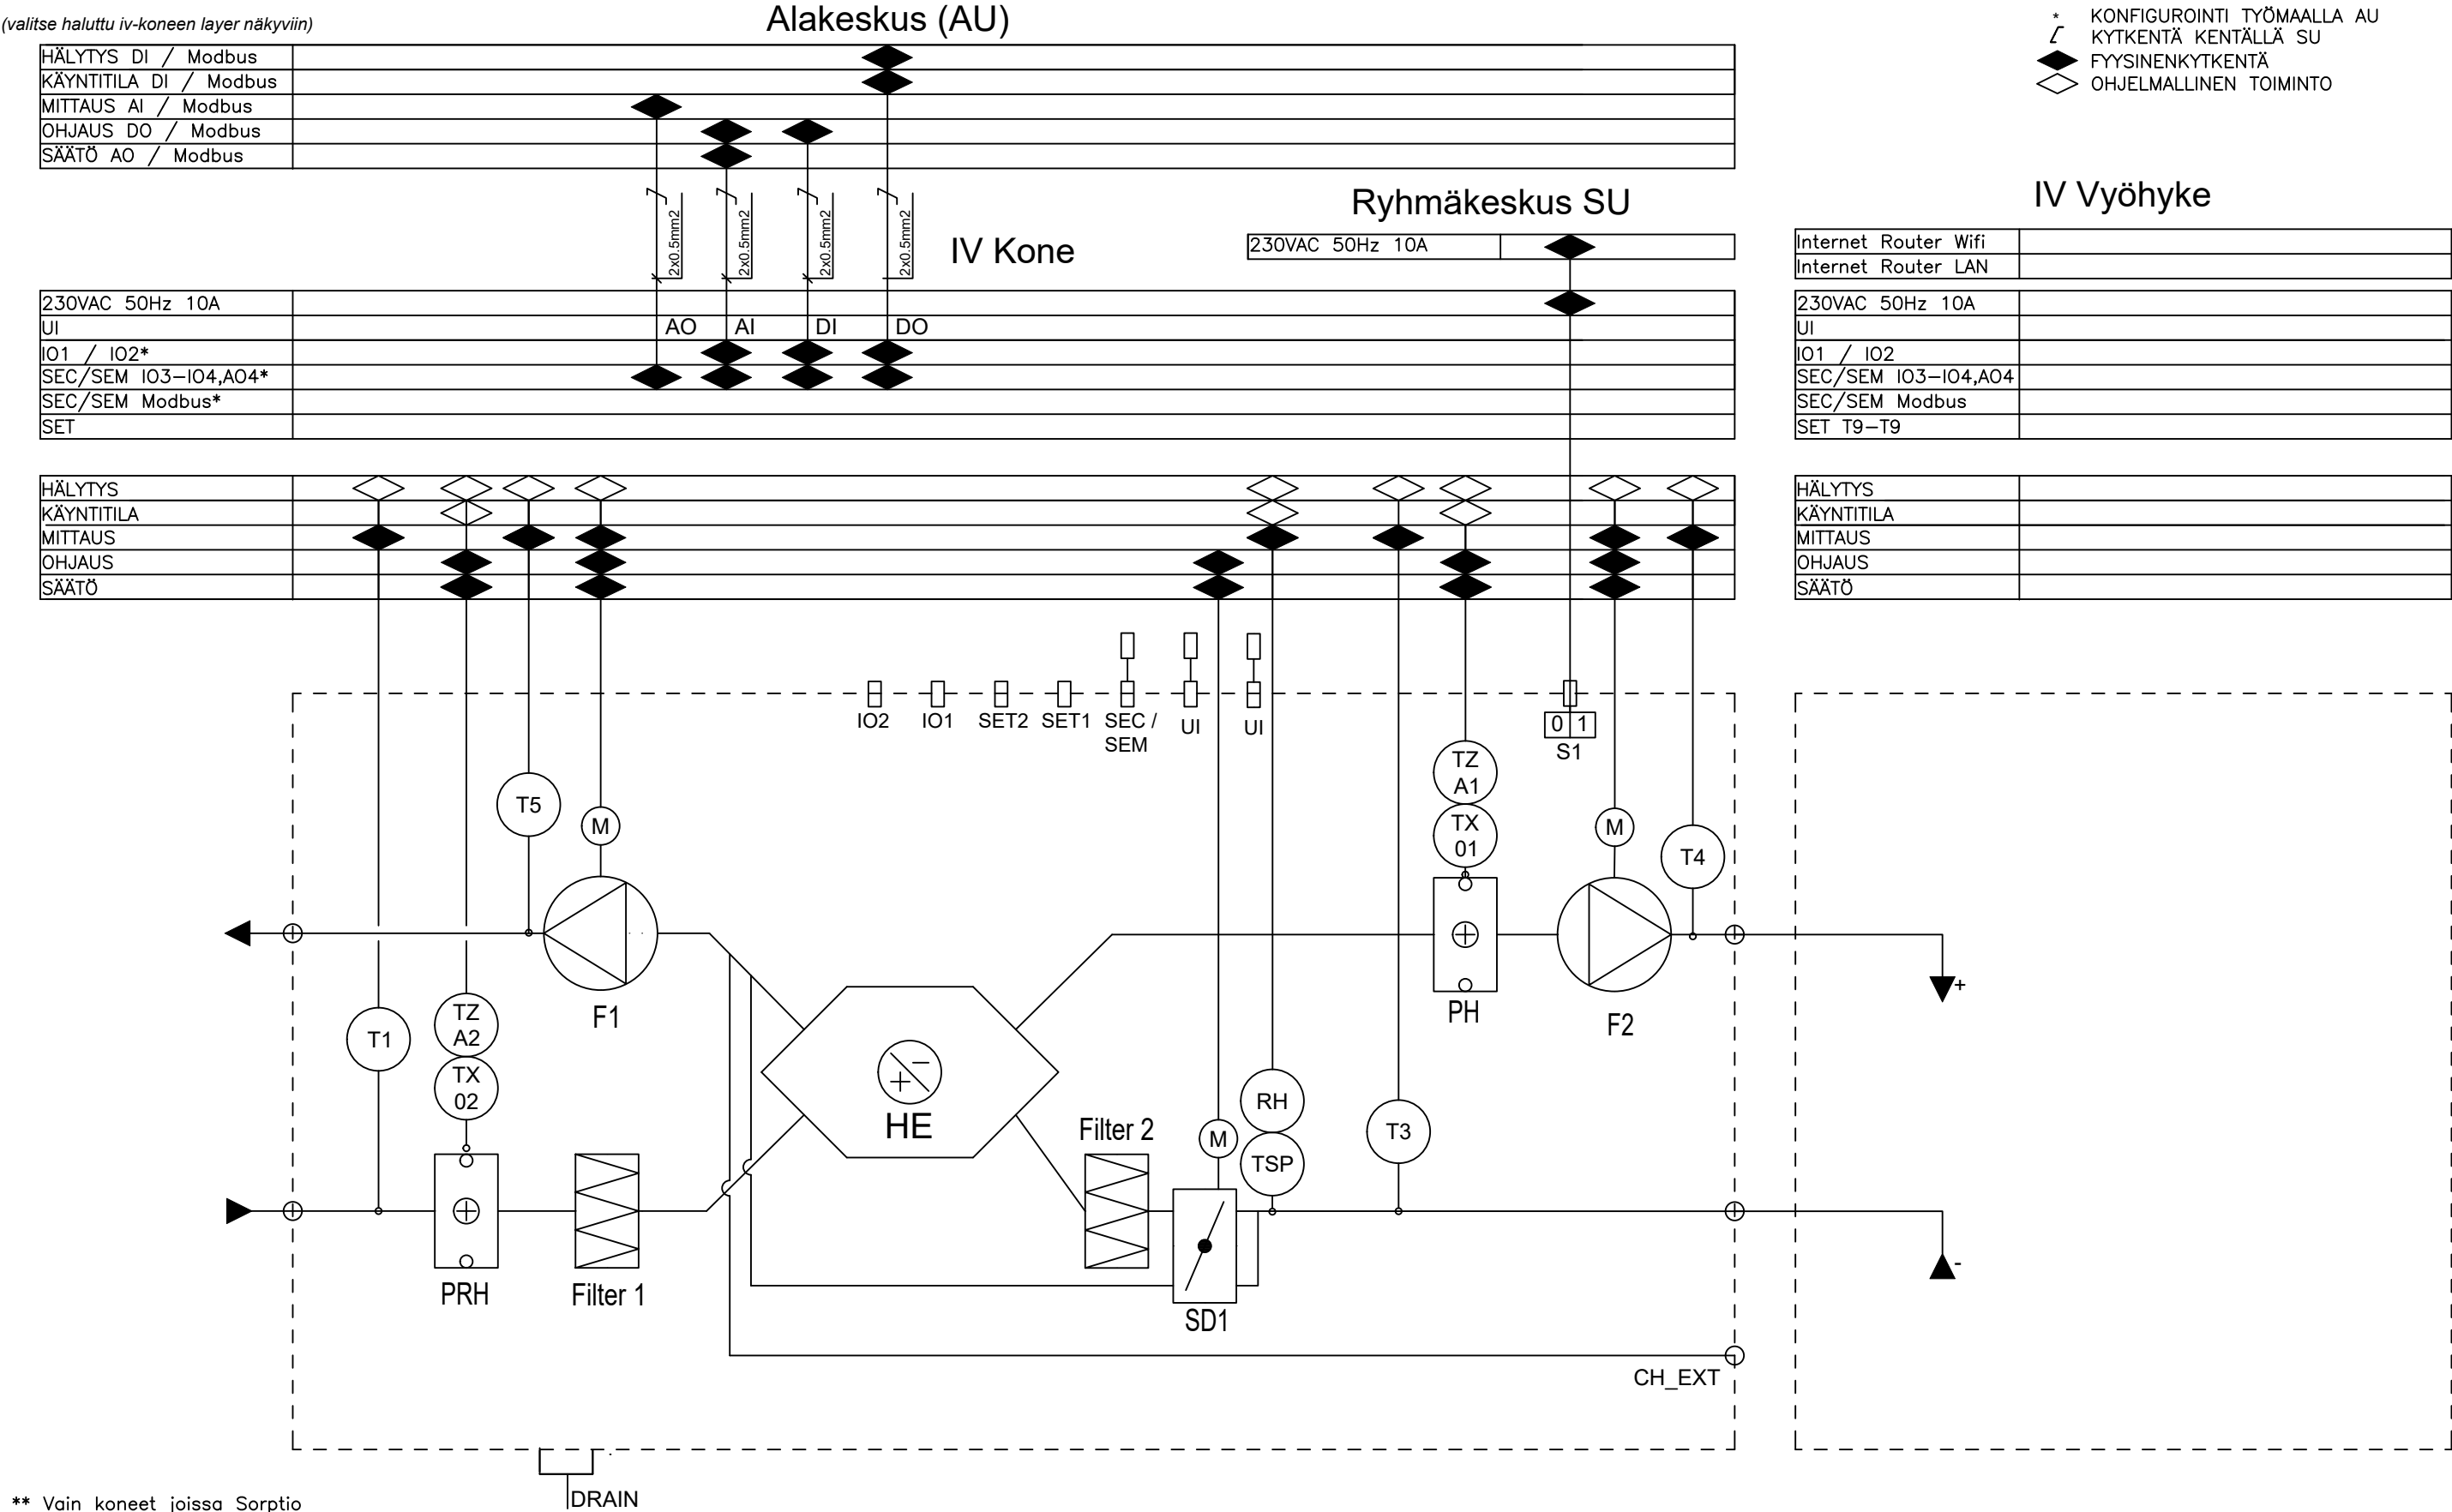 (valitse haluttu iv-koneen layer näkyviin)
Alakeskus (AU)
* KONFIGUROINTI TYÖMAALLA AU
KYTKENTÄ KENTÄLLÄ SU
FYYSINENKYTKENTÄ
OHJELMALLINEN TOIMINTO
HÄLYTYS DI / Modbus
KÄYNTITILA DI / Modbus
MITTAUS AI / Modbus
OHJAUS DO / Modbus
SÄÄTÖ AO / Modbus
2x0.5mm2
2x0.5mm2
2x0.5mm2
2x0.5mm2
IV Kone
Ryhmäkeskus SU
230VAC 50Hz 10A
IV Vyöhyke
Internet Router Wifi
Internet Router LAN
230VAC 50Hz 10A
UI
AO AI DI DO
IO1 / IO2*
SEC/SEM IO3-IO4,AO4*
SEC/SEM Modbus*
SET
230VAC 50Hz 10A
UI
IO1 / IO2
SEC/SEM IO3-IO4,AO4
SEC/SEM Modbus
SET T9-T9
HÄLYTYS
KÄYNTITILA
MITTAUS
OHJAUS
SÄÄTÖ
HÄLYTYS
KÄYNTITILA
MITTAUS
OHJAUS
SÄÄTÖ
IO2
IO1
SET2
SET1
SEC /
SEM
UI
UI
0 1
S1
TZ
A1
TX
01
T5
M
M
T4
F1
PH
F2
+
T1
TZ
A2
TX
02
HE
Filter 2
M
RH
TSP
T3
PRH
Filter 1
SD1
-
CH_EXT
DRAIN
** Vain koneet joissa Sorptio